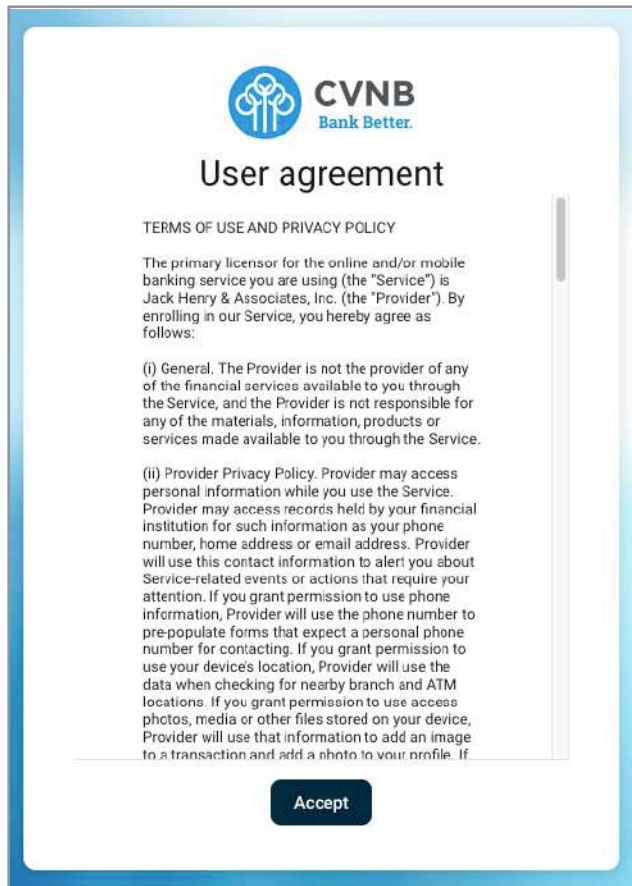 CVNB
Bank Better.
User agreement
TERMS OF USE AND PRIVACY POLICY
The primary licensor for the online and/or mobile
banking service you are using (the “Service”) is
Jack Henry & Associates, Inc. (the "Provider"). By
enrolling in our Service, you hereby agree as
follows:
(i) General. The Provider is not the provider of any
of the financial services available to you through
the Service, and the Provider is not responsible for
any of the materials, information, products or
services made available to you through the Service.
(ii) Provider Privacy Policy. Provider may access
personal information while you use the Service.
Provider may access records held by your financial
institution for such information as your phone
number, home address or email address. Provider
will use this contact information to alert you about
Service-related events or actions that require your
attention. If you grant permission to use phone
information, Provider will use the phone number to
pre-populate forms that expect a personal phone
number for contacting. If you grant permission to
use your device's location, Provider will use the
data when checking for nearby branch and ATM
locations. If you grant permission to use access
photos, media or other files stored on your device,
Provider will use that information to add an image
to a transaction and add a photo to your profile. If
Accept